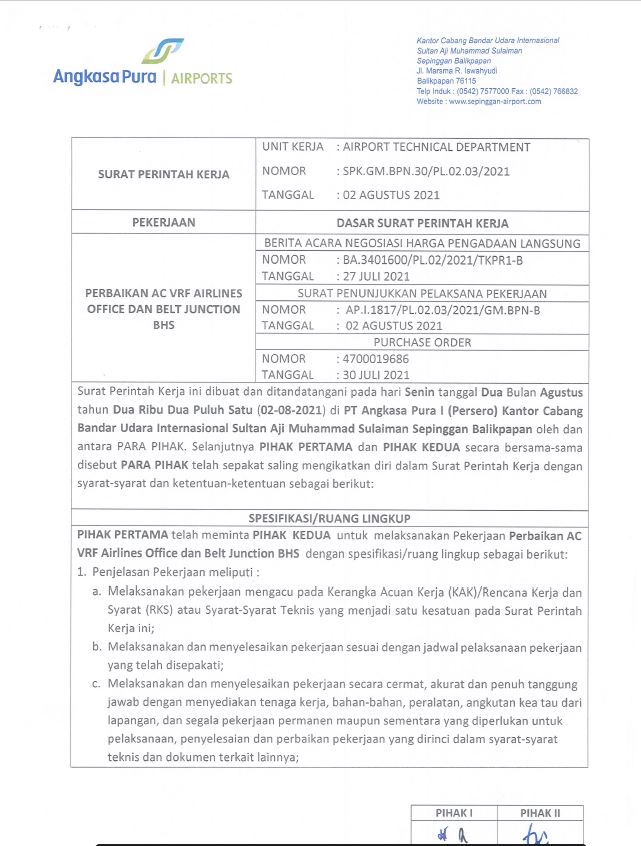 AngkasaPura | AIRPORTS
Kantor Cabang Bandar Udara Internasional
Sultan Aji Muhammad Sulaiman
Sepinggan Balikpapan
Jl. Marsma R. Iswahyudi
Balikpapan 76115
Telp Induk : (0542) 7577000 Fax : (0542) 766832
Website : www.sepinggan-airport.com
SURAT PERINTAH KERJA
UNIT KERJA : AIRPORT TECHNICAL DEPARTMENT
NOMOR : SPK.GM.BPN.30/PL.02.03/2021
TANGGAL : 02 AGUSTUS 2021
PEKERJAAN
DASAR SURAT PERINTAH KERJA
PERBAIKAN AC VRF AIRLINES
OFFICE DAN BELT JUNCTION
BHS
BERITA ACARA NEGOSIASI HARGA PENGADAAN LANGSUNG
NOMOR : BA.3401600/PL.02/2021/TKPR1-B
TANGGAL : 27 JULI 2021
SURAT PENUNJUKKAN PELAKSANA PEKERJAAN
NOMOR : AP.I.1817/PL.02.03/2021/GM.BPN-B
TANGGAL : 02 AGUSTUS 2021
PURCHASE ORDER
NOMOR : 4700019686
TANGGAL : 30 JULI 2021
Surat Perintah Kerja ini dibuat dan ditandatangani pada hari Senin tanggal Dua Bulan Agustus
tahun Dua Ribu Dua Puluh Satu (02-08-2021) di PT Angkasa Pura I (Persero) Kantor Cabang
Bandar Udara Internasional Sultan Aji Muhammad Sulaiman Sepinggan Balikpapan oleh dan
antara PARA PIHAK. Selanjutnya PIHAK PERTAMA dan PIHAK KEDUA secara bersama-sama
disebut PARA PIHAK telah sepakat saling mengikatkan diri dalam Surat Perintah Kerja dengan
syarat-syarat dan ketentuan-ketentuan sebagai berikut:
SPESIFIKASI/RUANG LINGKUP
PIHAK PERTAMA telah meminta PIHAK KEDUA untuk melaksanakan Pekerjaan Perbaikan AC
VRF Airlines Office dan Belt Junction BHS dengan spesifikasi/ruang lingkup sebagai berikut:
1. Penjelasan Pekerjaan meliputi :
a. Melaksanakan pekerjaan mengacu pada Kerangka Acuan Kerja (KAK)/Rencana Kerja dan
Syarat (RKS) atau Syarat-Syarat Teknis yang menjadi satu kesatuan pada Surat Perintah
Kerja ini;
b. Melaksanakan dan menyelesaikan pekerjaan sesuai dengan jadwal pelaksanaan pekerjaan
yang telah disepakati;
c. Melaksanakan dan menyelesaikan pekerjaan secara cermat, akurat dan penuh tanggung
jawab dengan menyediakan tenaga kerja, bahan-bahan, peralatan, angkutan kea tau dari
lapangan, dan segala pekerjaan permanen maupun sementara yang diperlukan untuk
pelaksanaan, penyelesaian dan perbaikan pekerjaan yang dirinci dalam syarat-syarat
teknis dan dokumen terkait lainnya;
PIHAK I PIHAK II